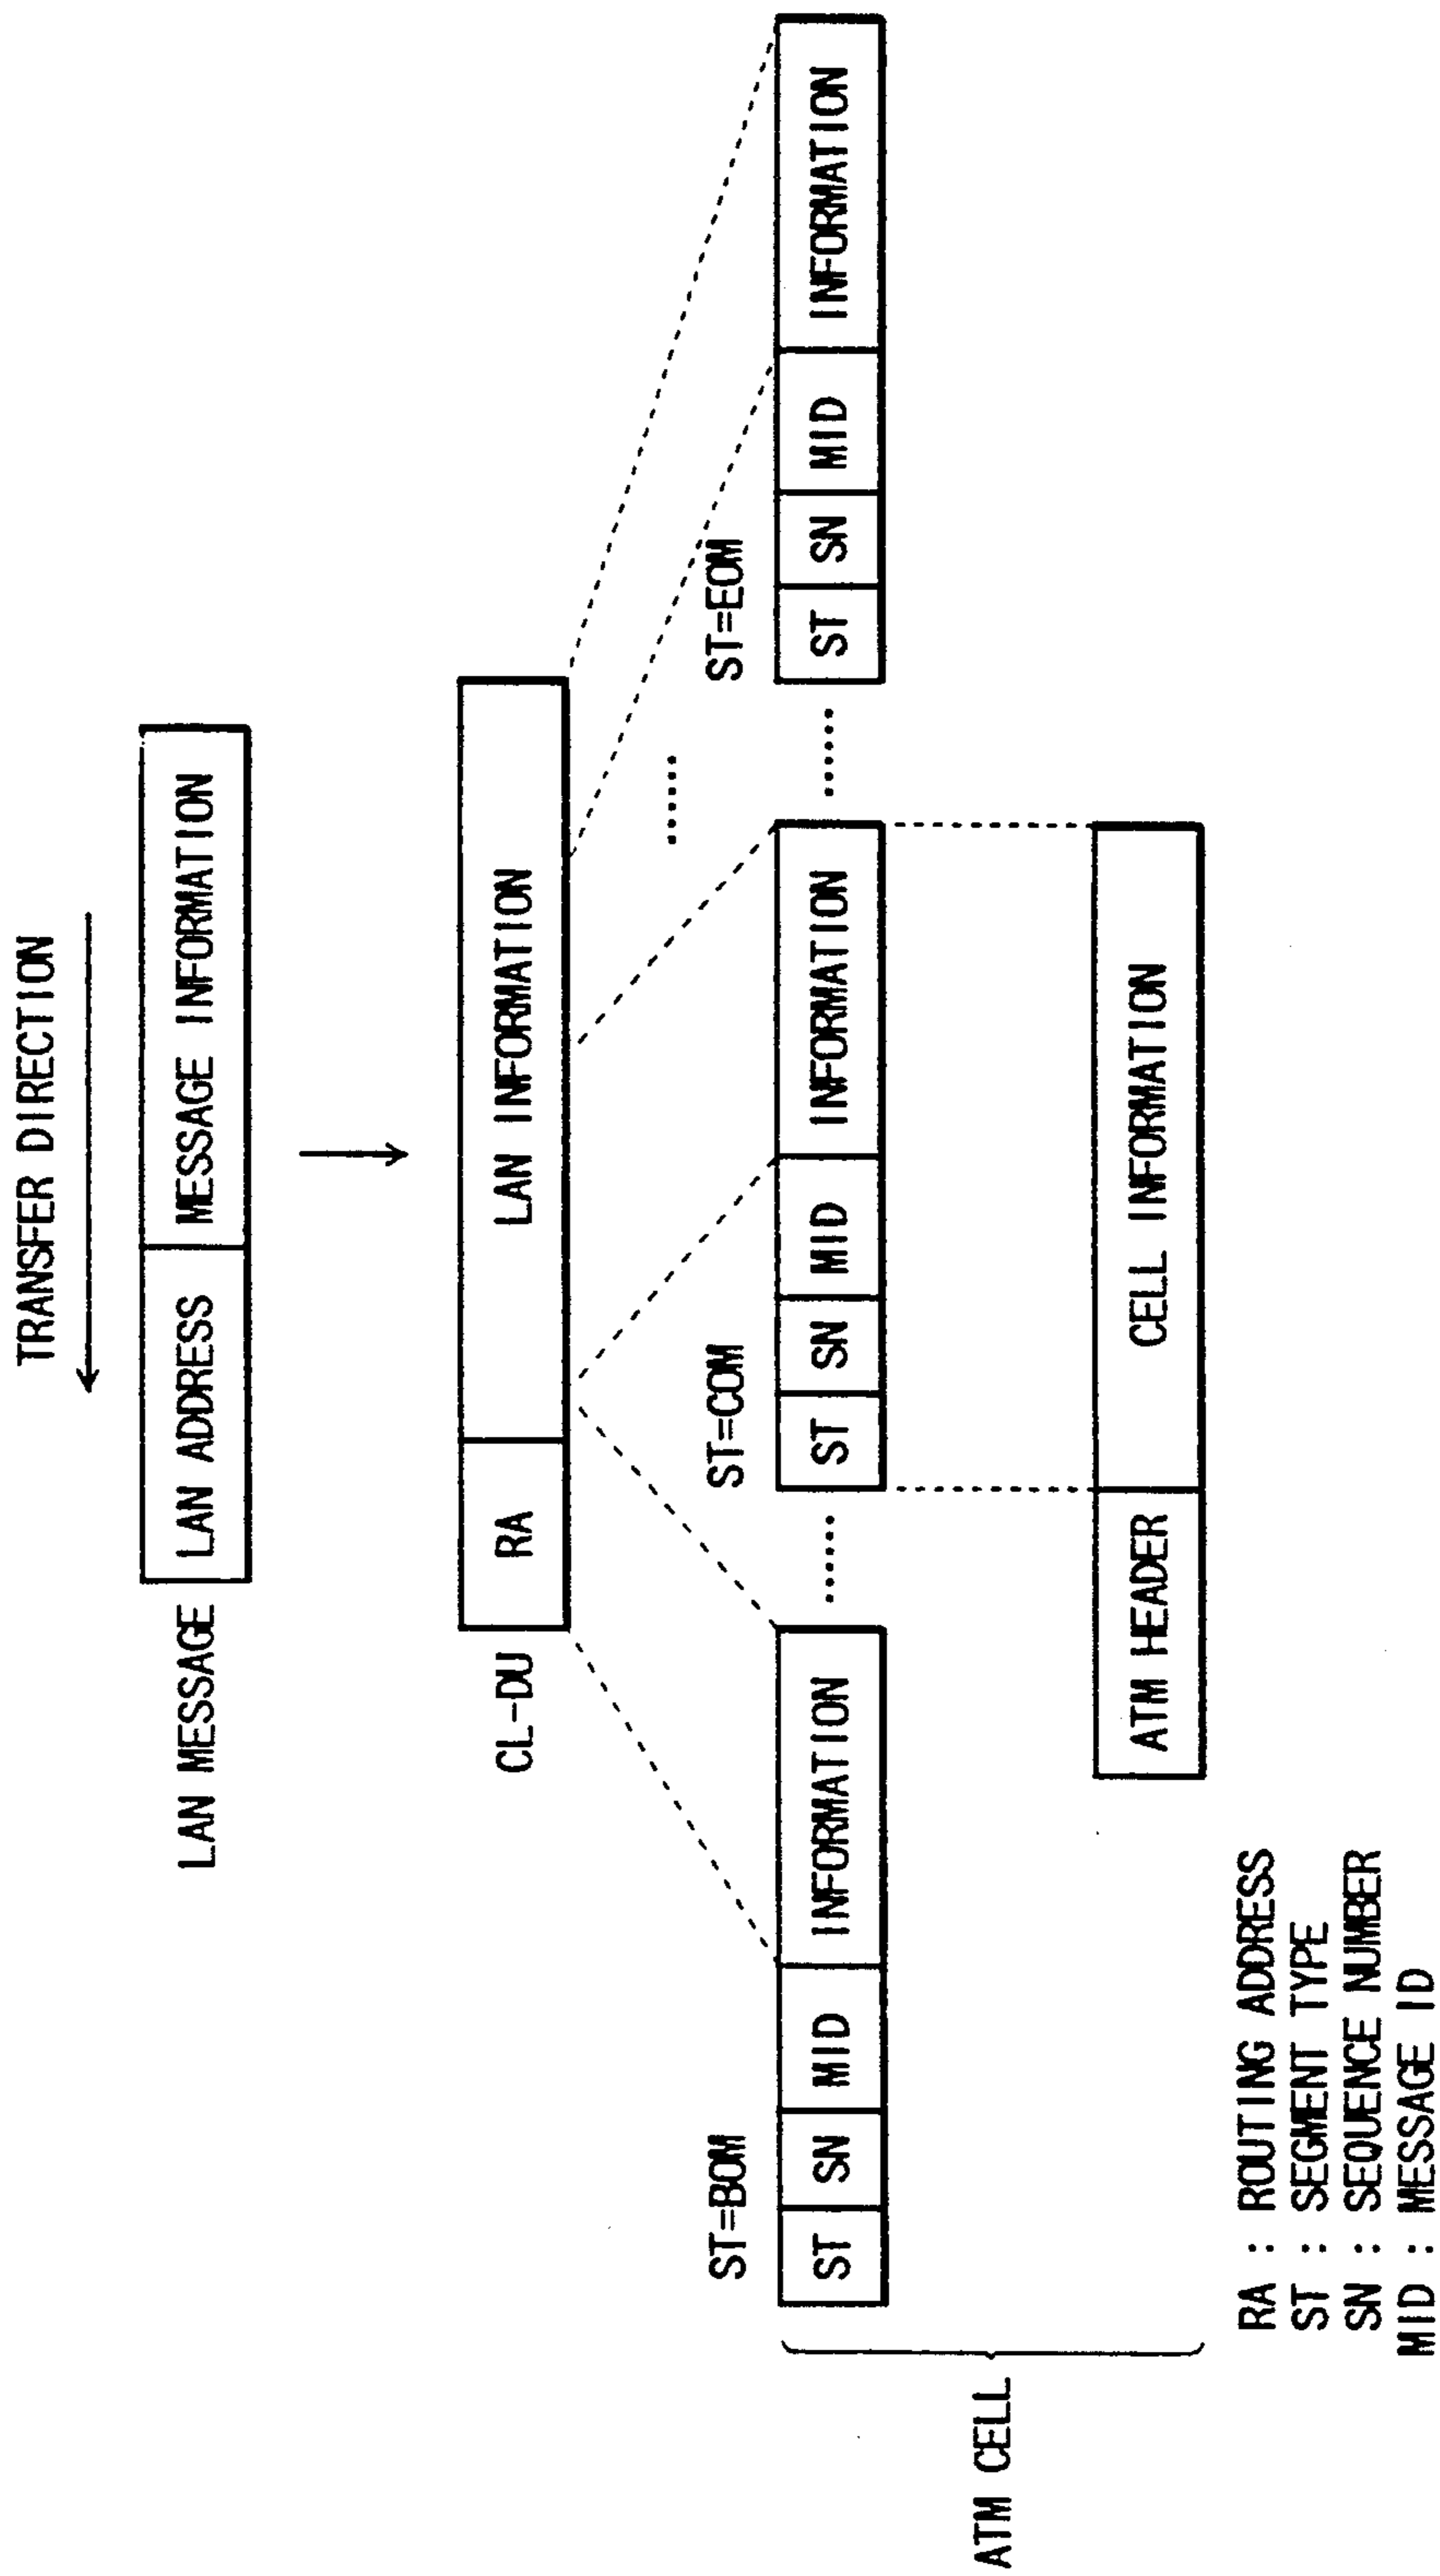 TRANSFER DIRECTION
LAN MESSAGE
LAN ADDRESS
MESSAGE INFORMATION
CL-DU
RA
LAN INFORMATION
ST=BOM
ST=COM
ST=EOM
ST
SN
MID
INFORMATION
......
ST
SN
MID
INFORMATION
......
ST
SN
MID
INFORMATION
......
ATM CELL
ATM HEADER
CELL INFORMATION
RA : ROUTING ADDRESS
ST : SEGMENT TYPE
SN : SEQUENCE NUMBER
MID : MESSAGE ID